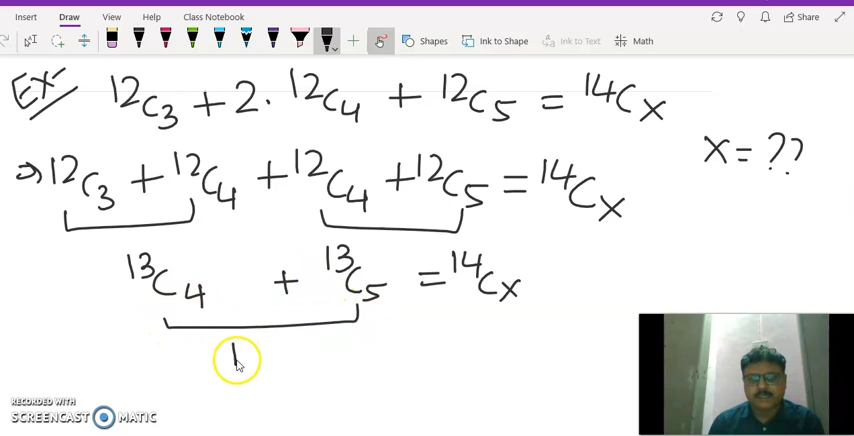 Insert Draw View Help Class Notebook Share
Shapes Ink to Shape Ink to Text Math
Ex ¹²C₃ + 2 · ¹²C₄ + ¹²C₅ = ¹⁴Cₓ
x = ??
⇒ ¹²C₃ + ¹²C₄ + ¹²C₄ + ¹²C₅ = ¹⁴Cₓ
¹³C₄ + ¹³C₅ = ¹⁴Cₓ
1
RECORDED WITH
SCREENCAST MATIC